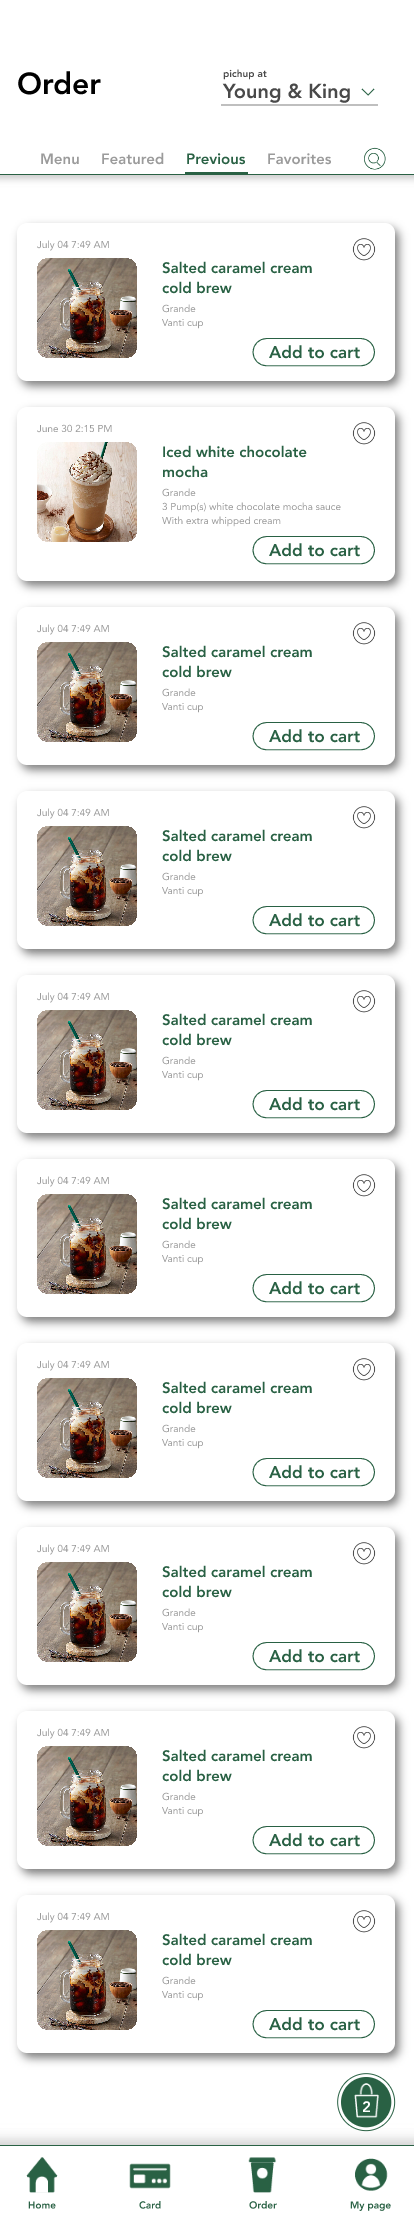 Order
pickup at
Young & King
Menu Featured Previous Favorites
July 04 7:49 AM
Salted caramel cream
cold brew
Grande
Vanti cup
Add to cart
June 30 2:15 PM
Iced white chocolate
mocha
Grande
3 Pump(s) white chocolate mocha sauce
With extra whipped cream
Add to cart
July 04 7:49 AM
Salted caramel cream
cold brew
Grande
Vanti cup
Add to cart
July 04 7:49 AM
Salted caramel cream
cold brew
Grande
Vanti cup
Add to cart
July 04 7:49 AM
Salted caramel cream
cold brew
Grande
Vanti cup
Add to cart
July 04 7:49 AM
Salted caramel cream
cold brew
Grande
Vanti cup
Add to cart
July 04 7:49 AM
Salted caramel cream
cold brew
Grande
Vanti cup
Add to cart
July 04 7:49 AM
Salted caramel cream
cold brew
Grande
Vanti cup
Add to cart
July 04 7:49 AM
Salted caramel cream
cold brew
Grande
Vanti cup
Add to cart
July 04 7:49 AM
Salted caramel cream
cold brew
Grande
Vanti cup
Add to cart
2
Home Card Order My page